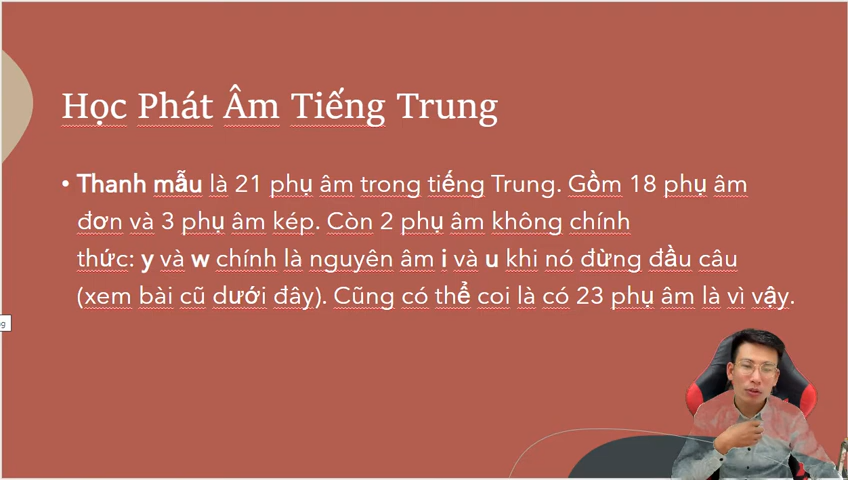 Học Phát Âm Tiếng Trung
• Thanh mẫu là 21 phụ âm trong tiếng Trung. Gồm 18 phụ âm
đơn và 3 phụ âm kép. Còn 2 phụ âm không chính
thức: y và w chính là nguyên âm i và u khi nó đừng đầu câu
(xem bài cũ dưới đây). Cũng có thể coi là có 23 phụ âm là vì vậy.